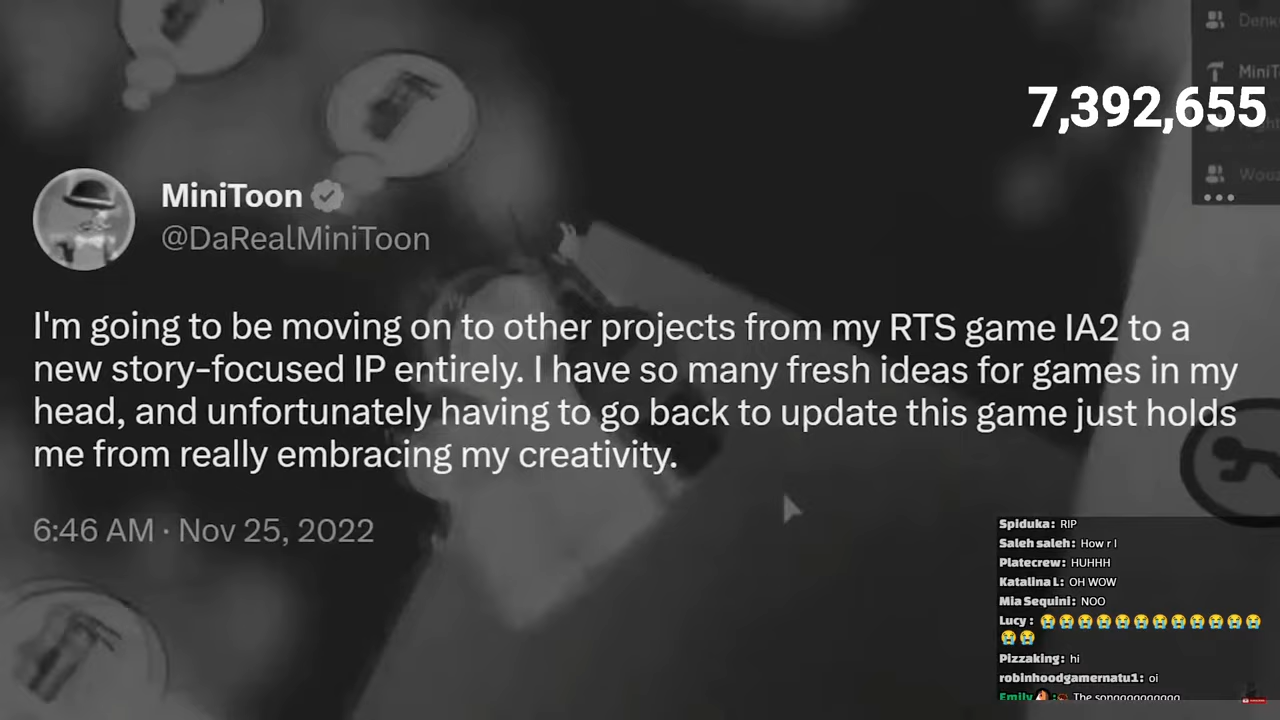 7,392,655
MiniToon
@DaRealMiniToon
I'm going to be moving on to other projects from my RTS game IA2 to a
new story-focused IP entirely. I have so many fresh ideas for games in my
head, and unfortunately having to go back to update this game just holds
me from really embracing my creativity.
6:46 AM · Nov 25, 2022
Spiduka: RIP
Saleh saleh: How r I
Platecrew: HUHHH
Katalina L: OH WOW
Mia Sequini: NOO
Lucy : 😭😭😭😭😭😭😭😭😭😭😭😭
😭😭
Pizzaking: hi
robinhoodgamernatu1: oi
Emily